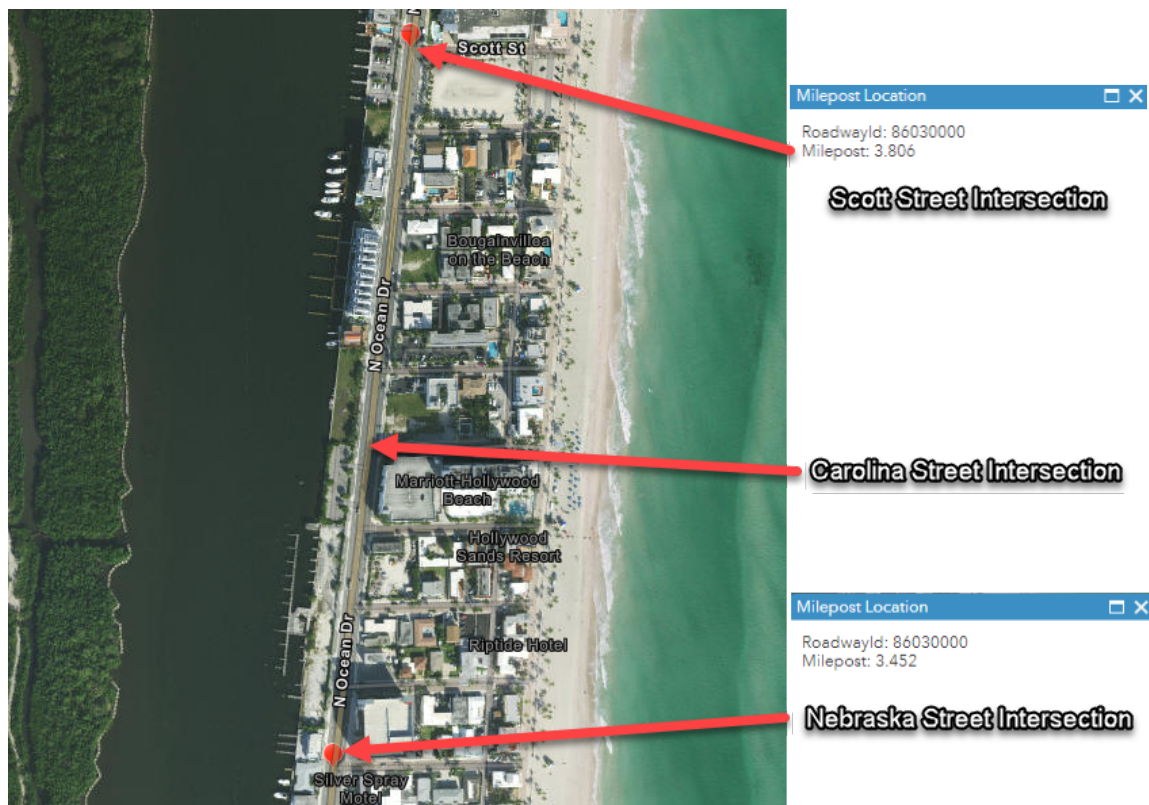 N
Scott St
Bougainvillea
on the Beach
N Ocean Dr
Marriott-Hollywood
Beach
Hollywood
Sands Resort
Riptide Hotel
N Ocean Dr
Silver Spray
Motel
Milepost Location
RoadwayId: 86030000
Milepost: 3.806
Scott Street Intersection
Carolina Street Intersection
Milepost Location
RoadwayId: 86030000
Milepost: 3.452
Nebraska Street Intersection